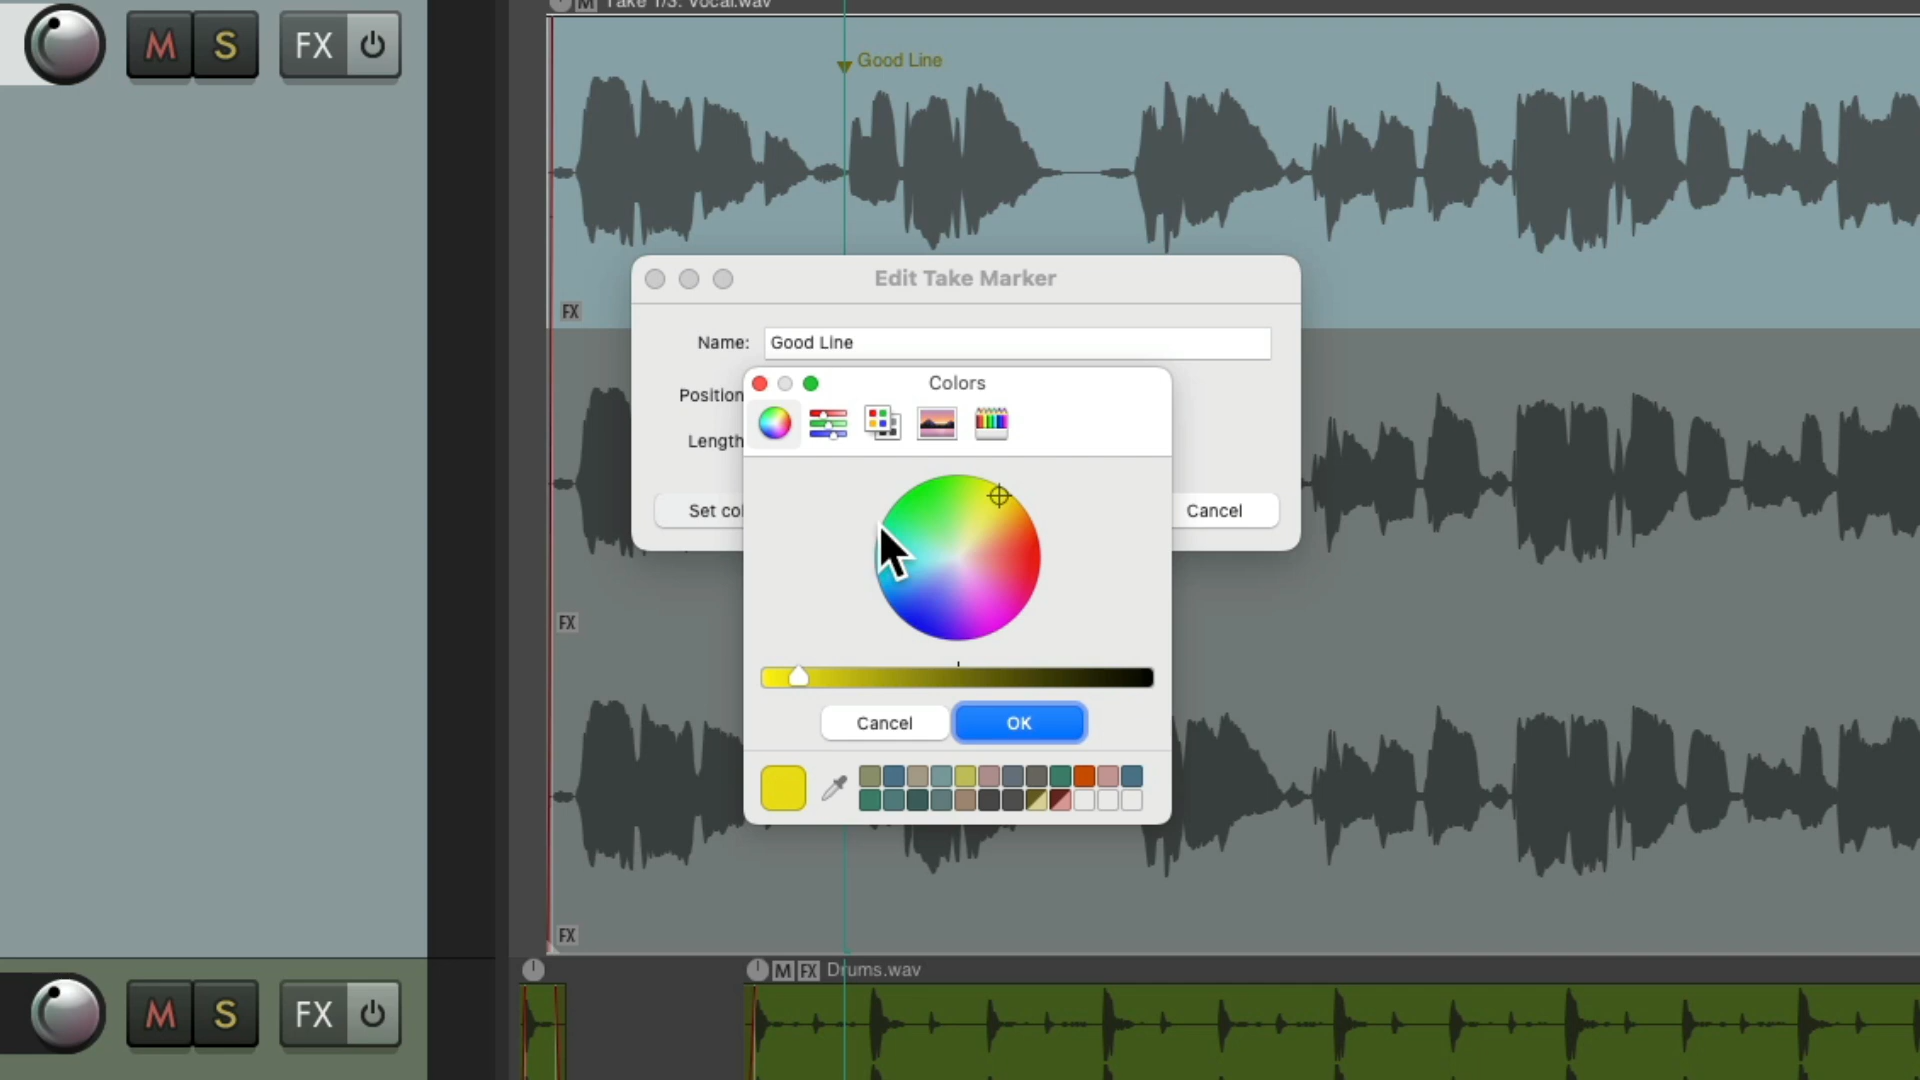 M Take 1/3: Vocal.wav
M S FX
Good Line
FX
Edit Take Marker
Name: Good Line
Position
Length
Set col
Cancel
Colors
Cancel OK
FX
FX
M FX Drums.wav
M S FX